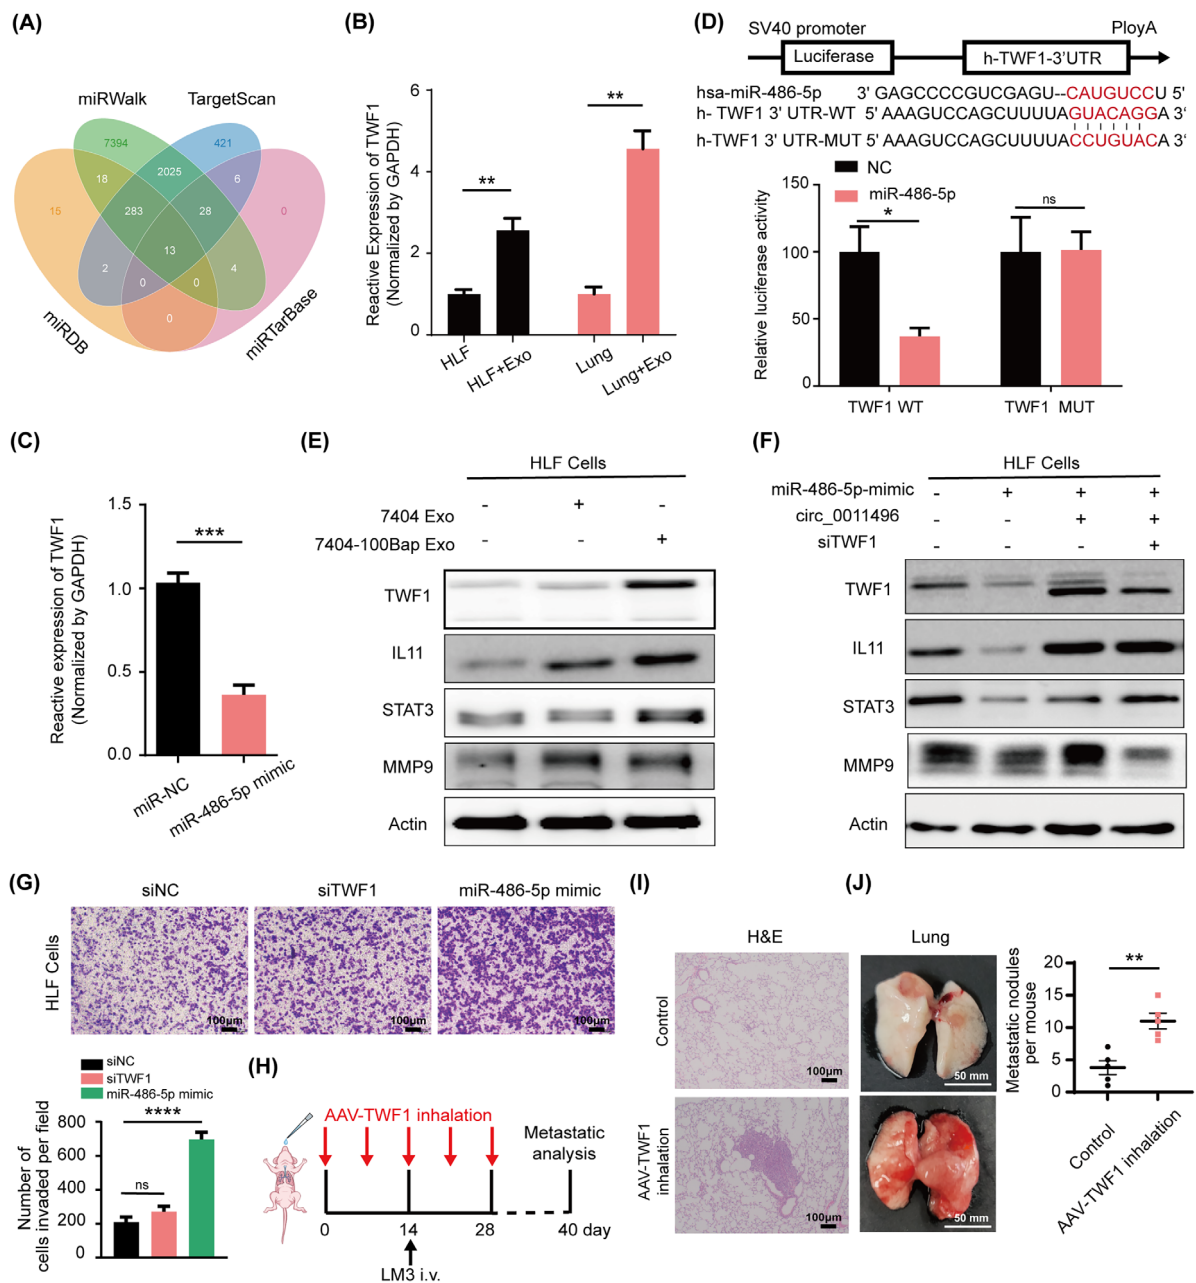 (A)
miRWalk
TargetScan
7394
421
18
2025
6
15
283
28
0
13
2
4
0
0
0
miRDB
miRTarBase
(B)
Reactive Expression of TWF1
(Normalized by GAPDH)
6
4
2
0
**
**
HLF
HLF+Exo
Lung
Lung+Exo
(D)
SV40 promoter
PloyA
Luciferase
h-TWF1-3'UTR
hsa-miR-486-5p 3' GAGCCCCGUCGAGU--CAUGUCCU 5'
h- TWF1 3' UTR-WT 5' AAAGUCCAGCUUUUAGUACAGGA 3'
h-TWF1 3' UTR-MUT 5' AAAGUCCAGCUUUUACCUGUACA 3'
NC
miR-486-5p
Relative luciferase activity
150
100
50
0
*
ns
TWF1 WT
TWF1 MUT
(C)
Reactive expression of TWF1
(Normalized by GAPDH)
1.5
1.0
0.5
0.0
***
miR-NC
miR-486-5p mimic
(E)
HLF Cells
7404 Exo - + -
7404-100Bap Exo - - +
TWF1
IL11
STAT3
MMP9
Actin
(F)
HLF Cells
miR-486-5p-mimic - + + +
circ_0011496 - - + +
siTWF1 - - - +
TWF1
IL11
STAT3
MMP9
Actin
(G)
siNC
siTWF1
miR-486-5p mimic
HLF Cells
100μm
100μm
100μm
siNC
siTWF1
miR-486-5p mimic
Number of
cells invaded per field
800
600
400
200
0
****
ns
(H)
AAV-TWF1 inhalation
Metastatic
analysis
0
14
28
40 day
LM3 i.v.
(I)
H&E
Control
100μm
AAV-TWF1
inhalation
100μm
(J)
Lung
50 mm
50 mm
Metastatic nodules
per mouse
20
15
10
5
0
**
Control
AAV-TWF1 inhalation